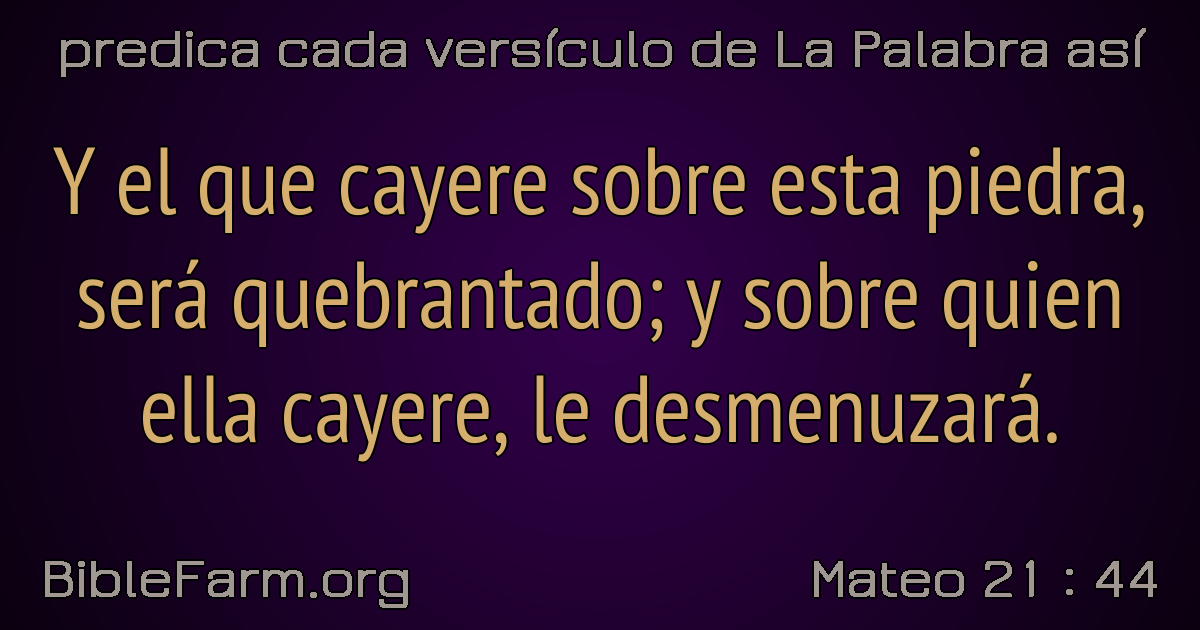 predica cada versículo de La Palabra así
Y el que cayere sobre esta piedra,
será quebrantado; y sobre quien
ella cayere, le desmenuzará.
BibleFarm.org
Mateo 21 : 44